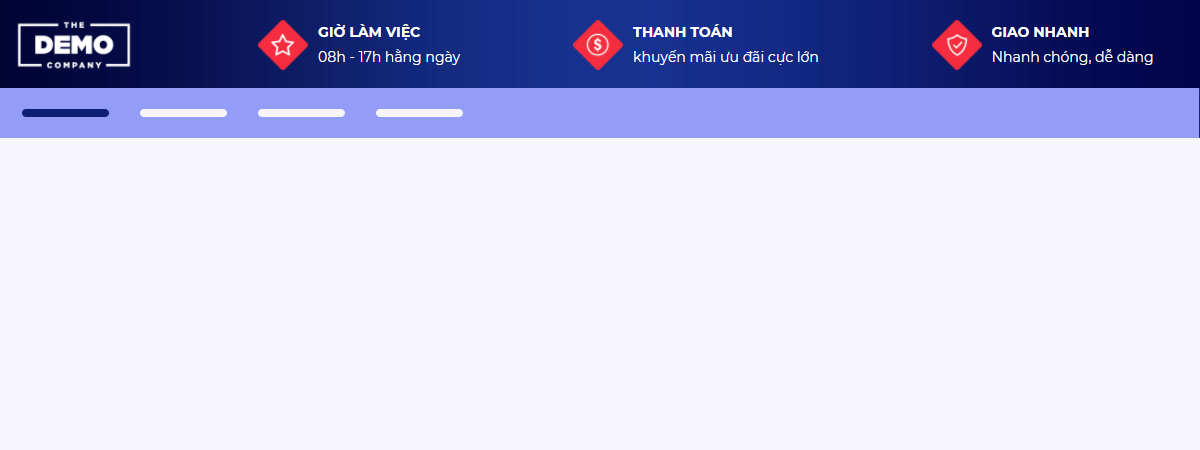 THE
DEMO
COMPANY
GIỜ LÀM VIỆC
08h - 17h hằng ngày
THANH TOÁN
khuyến mãi ưu đãi cực lớn
GIAO NHANH
Nhanh chóng, dễ dàng